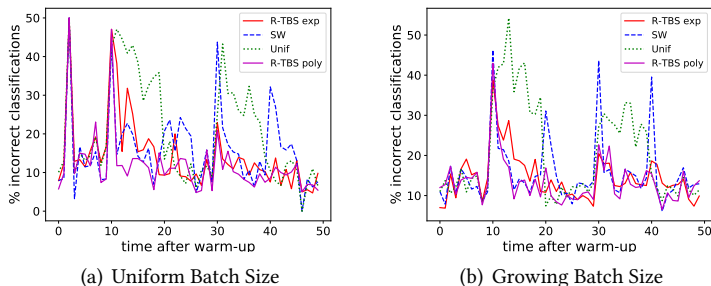 50
40
30
20
10
0
% incorrect classifications
0 10 20 30 40 50
time after warm-up
R-TBS exp
SW
Unif
R-TBS poly
(a) Uniform Batch Size
50
40
30
20
10
% incorrect classifications
0 10 20 30 40 50
time after warm-up
R-TBS exp
SW
Unif
R-TBS poly
(b) Growing Batch Size